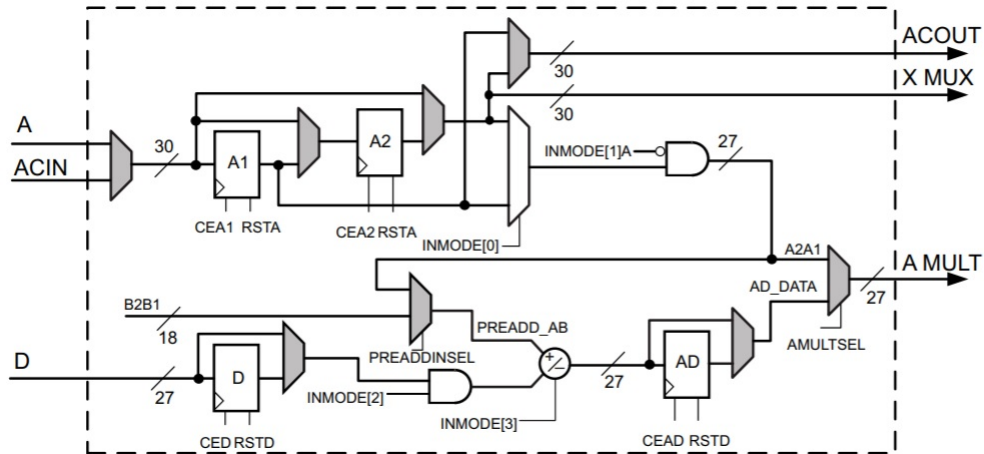 ACOUT
30
X MUX
30
A
ACIN
30
A1
A2
INMODE[1]A
27
CEA1 RSTA
CEA2 RSTA
INMODE[0]
A2A1
A MULT
27
AD_DATA
B2B1
18
PREADD_AB
PREADDINSEL
AMULTSEL
D
27
D
+
–
27
AD
INMODE[2]
INMODE[3]
CED RSTD
CEAD RSTD